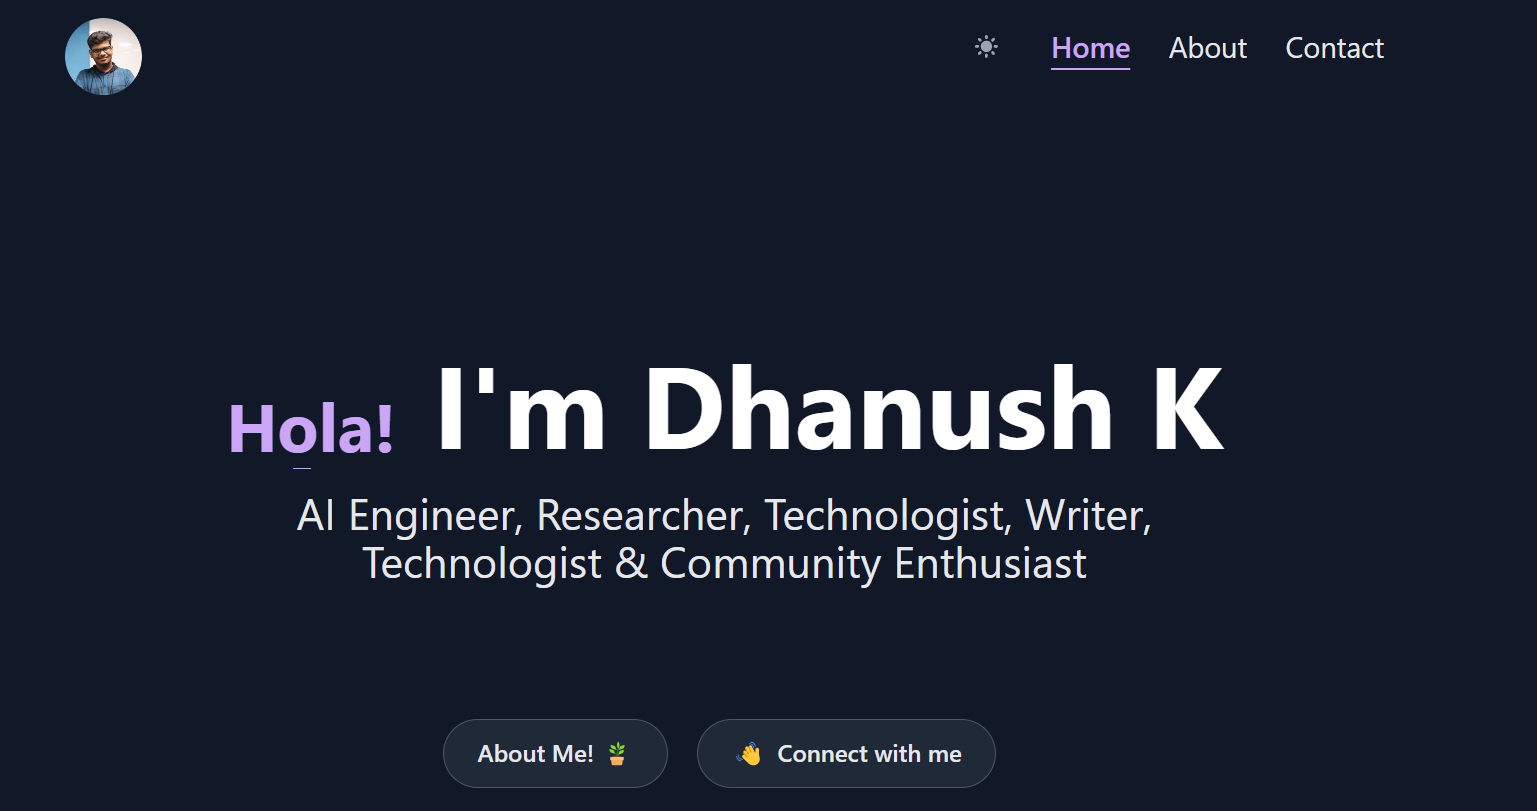 Home About Contact
Hola! I'm Dhanush K
AI Engineer, Researcher, Technologist, Writer,
Technologist & Community Enthusiast
About Me! 🪴 👋 Connect with me